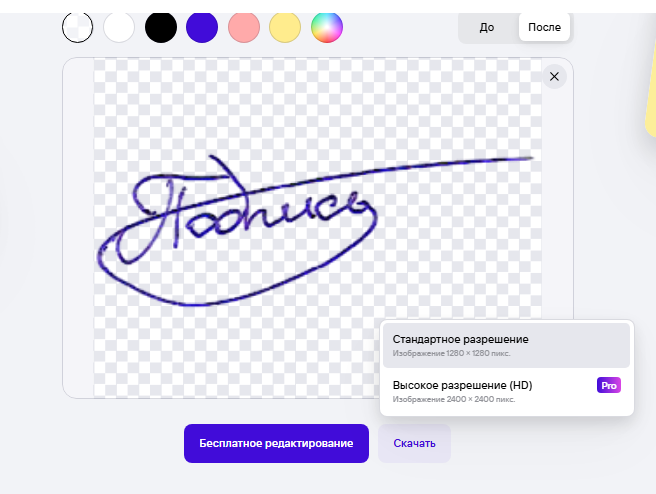 До После
Подпись
Стандартное разрешение
Изображение 1280 × 1280 пикс.
Высокое разрешение (HD) Pro
Изображение 2400 × 2400 пикс.
Бесплатное редактирование Скачать